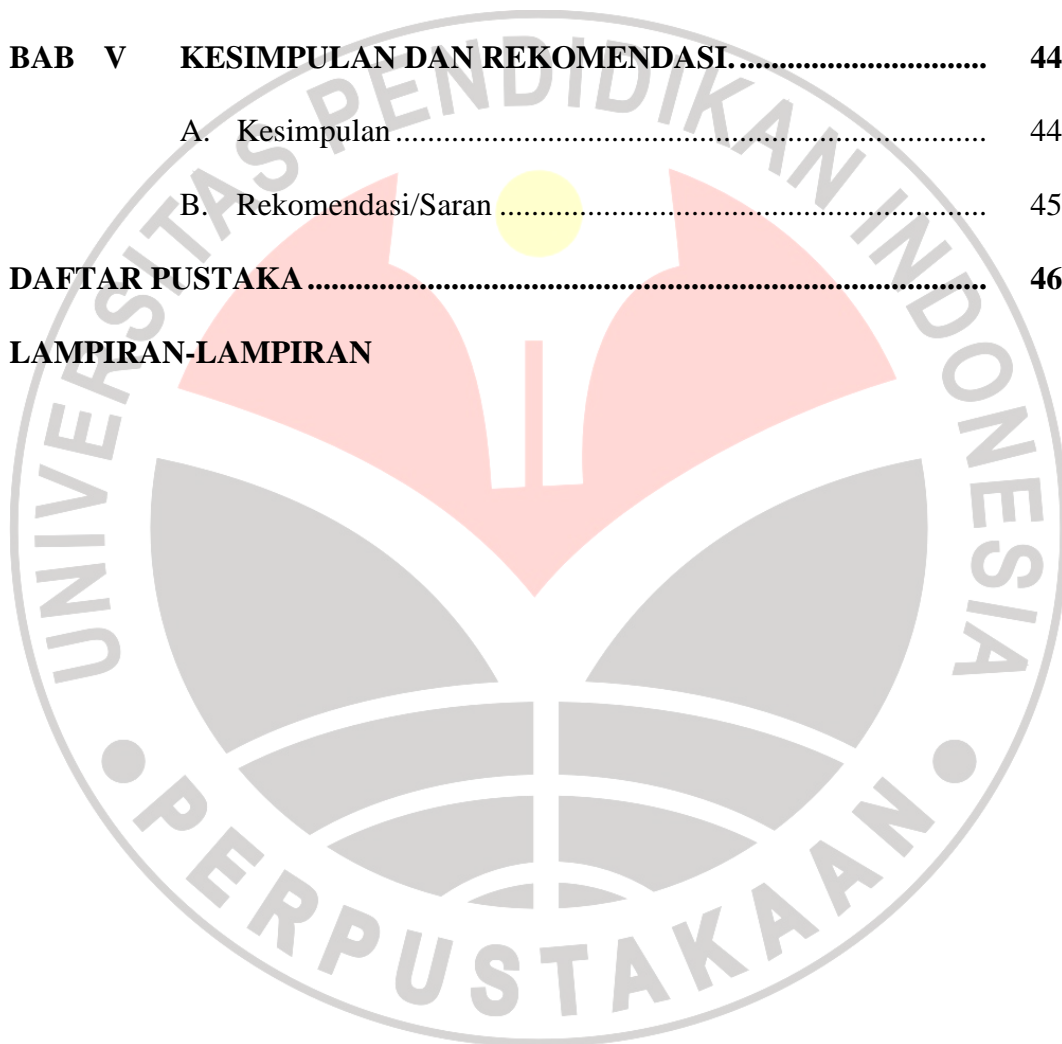 BAB V KESIMPULAN DAN REKOMENDASI. ............................... 44
A. Kesimpulan ........................................................................... 44
B. Rekomendasi/Saran .............................................................. 45
DAFTAR PUSTAKA ..................................................................................... 46
LAMPIRAN-LAMPIRAN
UNIVERSITAS PENDIDIKAN INDONESIA
PERPUSTAKAAN